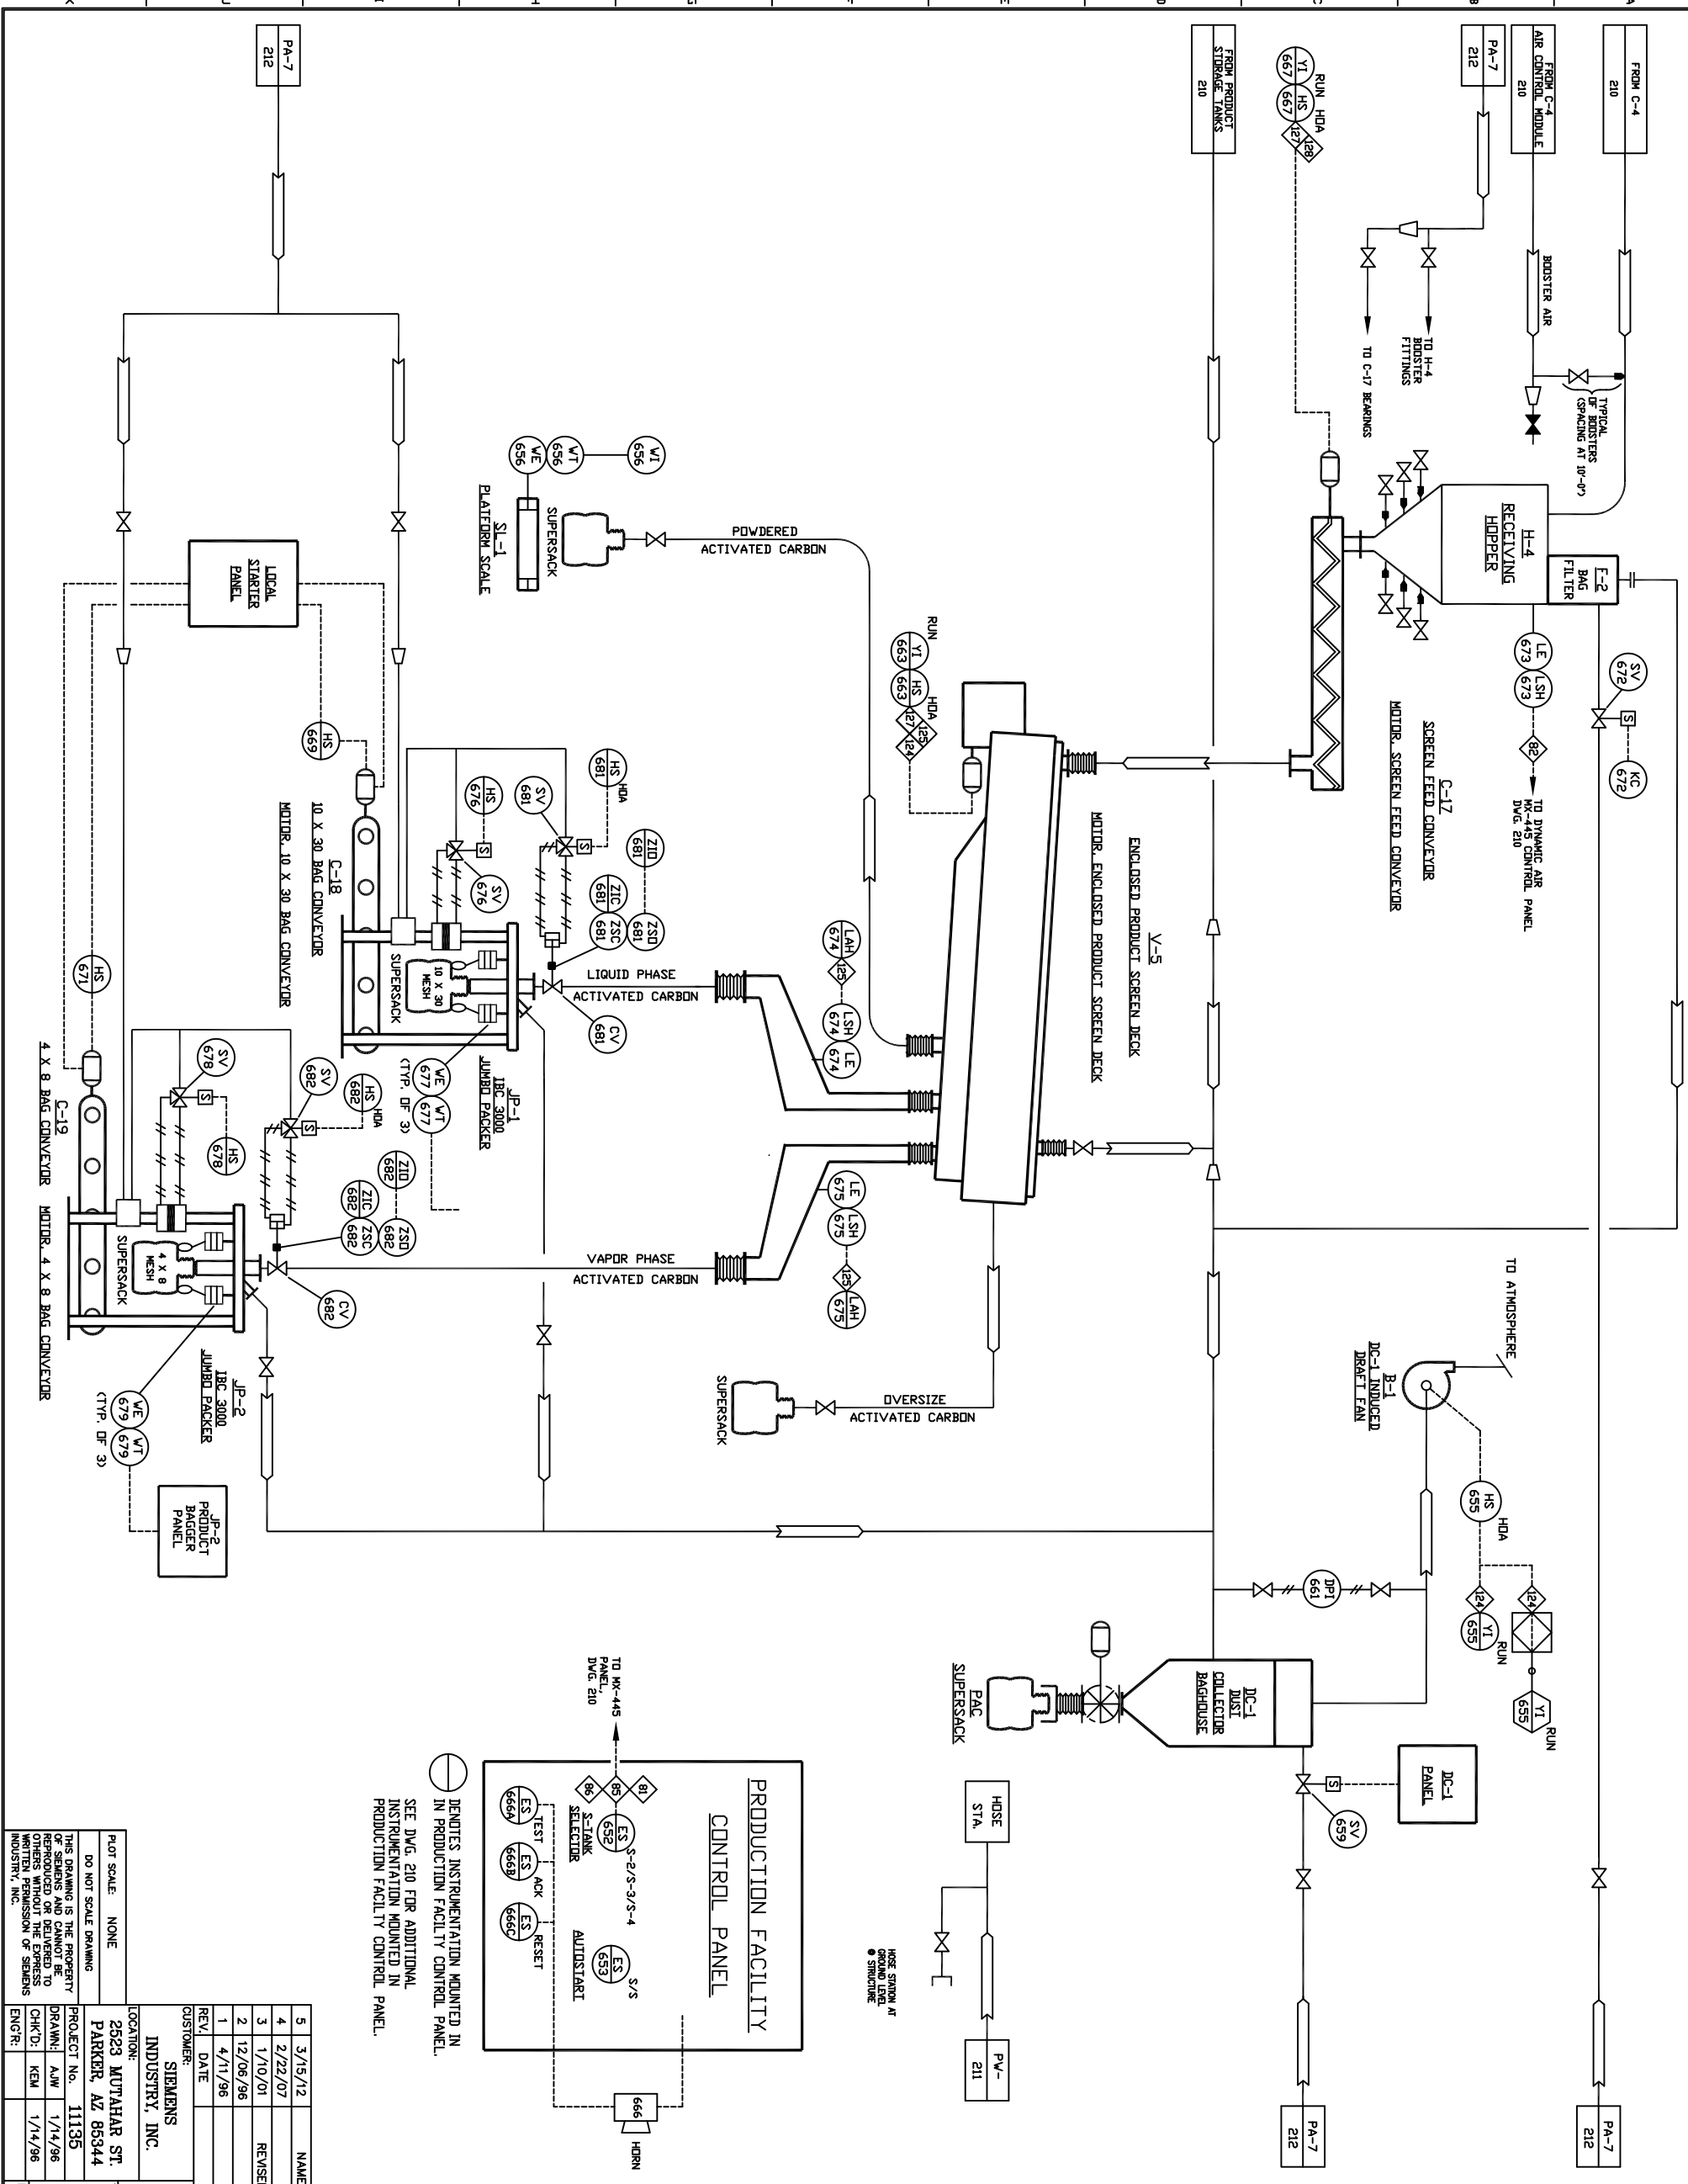 FROM C-4
210
FROM C-4
AIR CONTROL MODULE
210
PA-7
212
BOOSTER AIR
TYPICAL
OF BOOSTERS
(SPACING AT 10'-0")
TO H-4
BOOSTER
FITTINGS
TO C-17 BEARINGS
RUN HOA
YI
667
HS
667
128
127
FROM PRODUCT
STORAGE TANKS
210
H-4
RECEIVING
HOPPER
F-2
BAG
FILTER
SV
672
S
KC
672
LE
673
LSH
673
82
TO DYNAMIC AIR
MX-445 CONTROL PANEL
DWG. 210
C-17
SCREEN FEED CONVEYOR
MOTOR, SCREEN FEED CONVEYOR
TO ATMOSPHERE
B-1
DC-1 INDUCED
DRAFT FAN
HS
655
HOA
124
124
YI
655
RUN
YI
655
RUN
DPI
661
DC-1
DUST
COLLECTOR
BAGHOUSE
DC-1
PANEL
S
SV
659
PAC
SUPERSACK
PA-7
212
PA-7
212
HOSE
STA.
PW-
211
HOSE STATION AT
GROUND LEVEL
@ STRUCTURE
V-5
ENCLOSED PRODUCT SCREEN DECK
MOTOR, ENCLOSED PRODUCT SCREEN DECK
RUN
YI
663
HS
663
HOA
127
125
124
POWDERED
ACTIVATED CARBON
SUPERSACK
SL-1
PLATFORM SCALE
WE
656
WT
656
WI
656
LAH
674
125
LSH
674
LE
674
LE
675
LSH
675
125
LAH
675
LIQUID PHASE
ACTIVATED CARBON
VAPOR PHASE
ACTIVATED CARBON
OVERSIZE
ACTIVATED CARBON
SUPERSACK
PA-7
212
LOCAL
STARTER
PANEL
HS
669
C-18
10 X 30 BAG CONVEYOR
MOTOR, 10 X 30 BAG CONVEYOR
HS
681
HOA
SV
681
S
HS
676
S
SV
676
ZIO
681
ZSO
681
ZIC
681
ZSC
681
CV
681
SUPERSACK
10 X 30
MESH
JP-1
IBC 3000
JUMBO PACKER
WE
677
WT
677
(TYP. OF 3)
HS
671
C-19
4 X 8 BAG CONVEYOR
MOTOR, 4 X 8 BAG CONVEYOR
SV
678
S
HS
678
SV
682
S
HS
682
HOA
ZIO
682
ZSO
682
ZIC
682
ZSC
682
CV
682
SUPERSACK
4 X 8
MESH
JP-2
IBC 3000
JUMBO PACKER
WE
679
WT
679
(TYP. OF 3)
JP-2
PRODUCT
BAGGER
PANEL
PRODUCTION FACILITY
CONTROL PANEL
TO MX-445
PANEL,
DWG. 210
81
85
86
ES
652
S-2/S-3/S-4
S-TANK
SELECTOR
ES
653
S/S
AUTOSTART
ES
666A
TEST
ES
666B
ACK
ES
666C
RESET
666
HORN
DENOTES INSTRUMENTATION MOUNTED IN
IN PRODUCTION FACILTY CONTROL PANEL.
SEE DWG. 210 FOR ADDITIONAL
INSTRUMENTATION MOUNTED IN
PRODUCTION FACILTY CONTROL PANEL.
PLOT SCALE: NONE
DO NOT SCALE DRAWING
THIS DRAWING IS THE PROPERTY
OF SIEMENS AND CANNOT BE
REPRODUCED OR DELIVERED TO
OTHERS WITHOUT THE EXPRESS
WRITTEN PERMISSION OF SIEMENS
INDUSTRY, INC.
5 3/15/12 NAME
4 2/22/07
3 1/10/01 REVISE
2 12/06/96
1 4/11/96
REV. DATE
CUSTOMER:
SIEMENS
INDUSTRY, INC.
LOCATION:
2523 MUTAHAR ST.
PARKER, AZ 85344
PROJECT No. 11135
DRAWN: AJW 1/14/96
CHK'D: KEM 1/14/96
ENG'R: